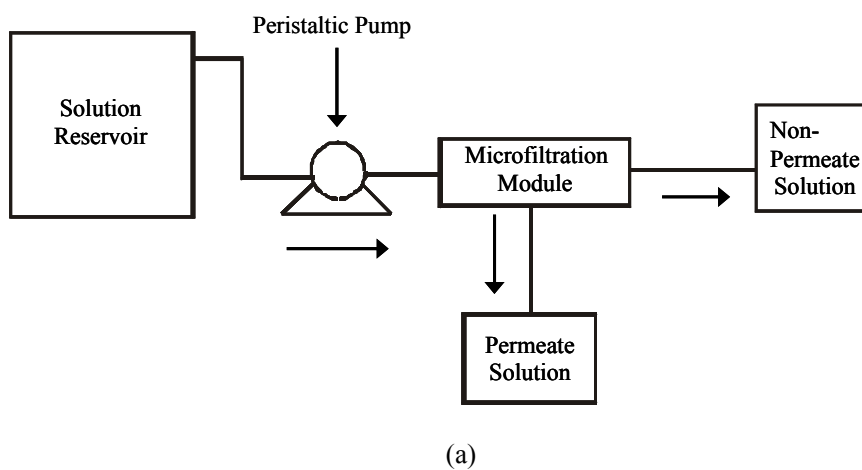 Peristaltic Pump
Solution
Reservoir
Microfiltration
Module
Non-
Permeate
Solution
Permeate
Solution
(a)